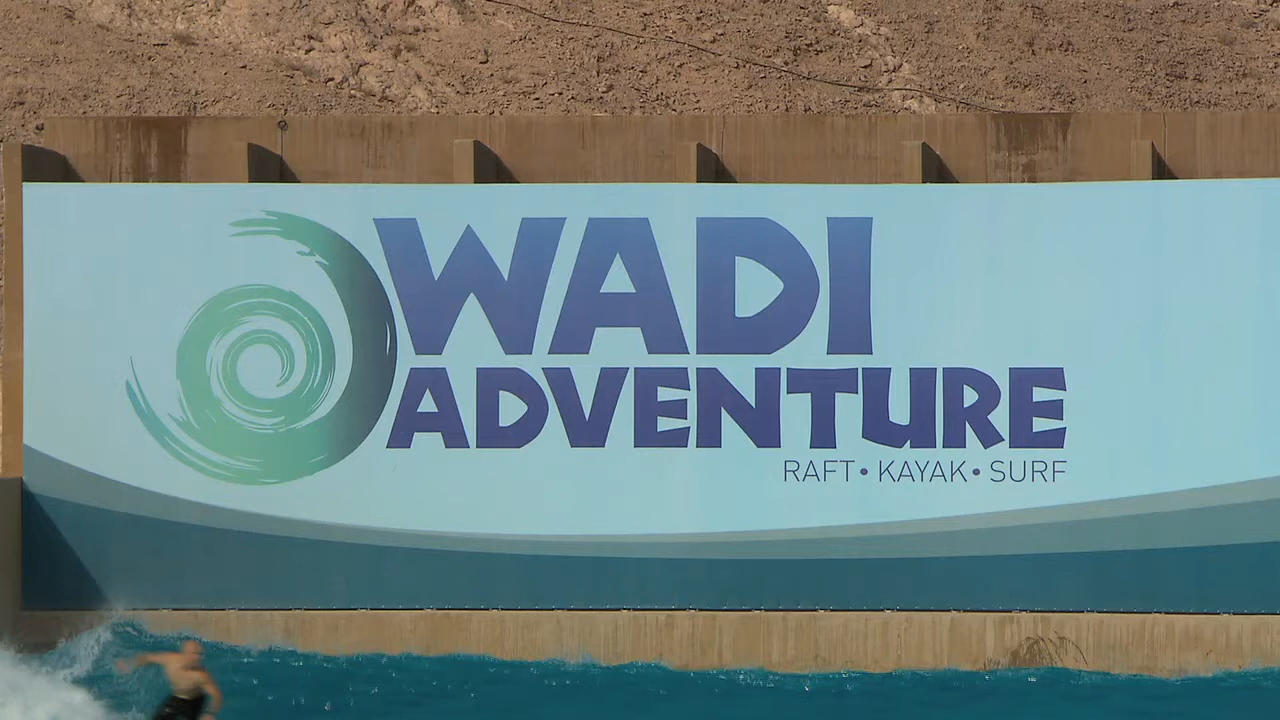 WADI
ADVENTURE
RAFT • KAYAK • SURF